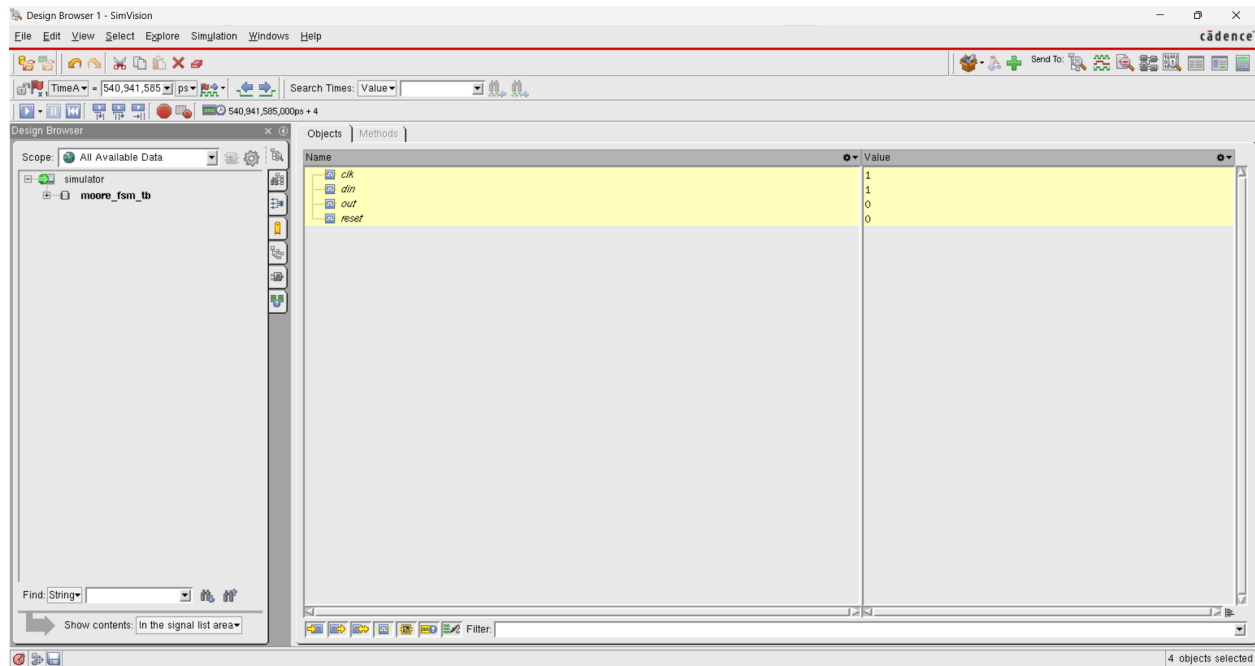 Design Browser 1 - SimVision
File Edit View Select Explore Simulation Windows Help
cādence
Send To:
TimeA = 540,941,585 ps Search Times: Value
540,941,585,000ps + 4
Design Browser
Objects Methods
Scope: All Available Data
Name Value
simulator
moore_fsm_tb
clk 1
din 1
out 0
reset 0
Find: String
Show contents: In the signal list area
Filter:
4 objects selected